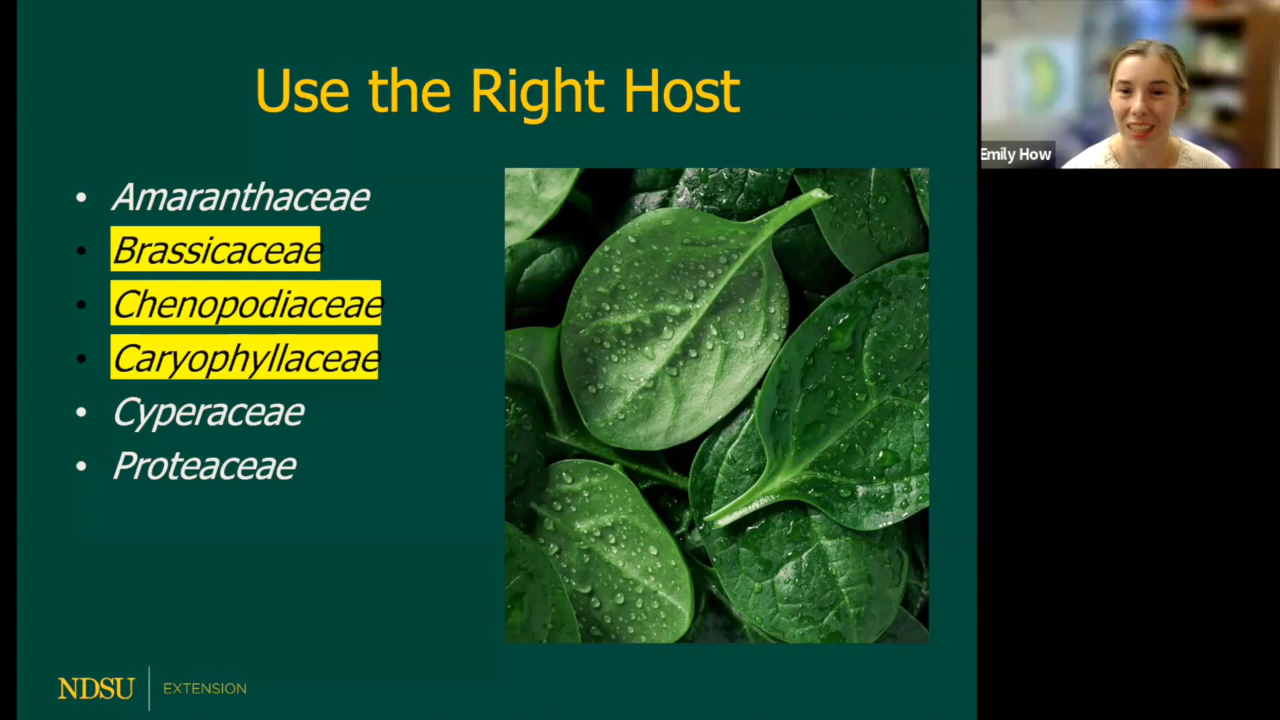 Use the Right Host
• Amaranthaceae
• Brassicaceae
• Chenopodiaceae
• Caryophyllaceae
• Cyperaceae
• Proteaceae
NDSU | EXTENSION
Emily How